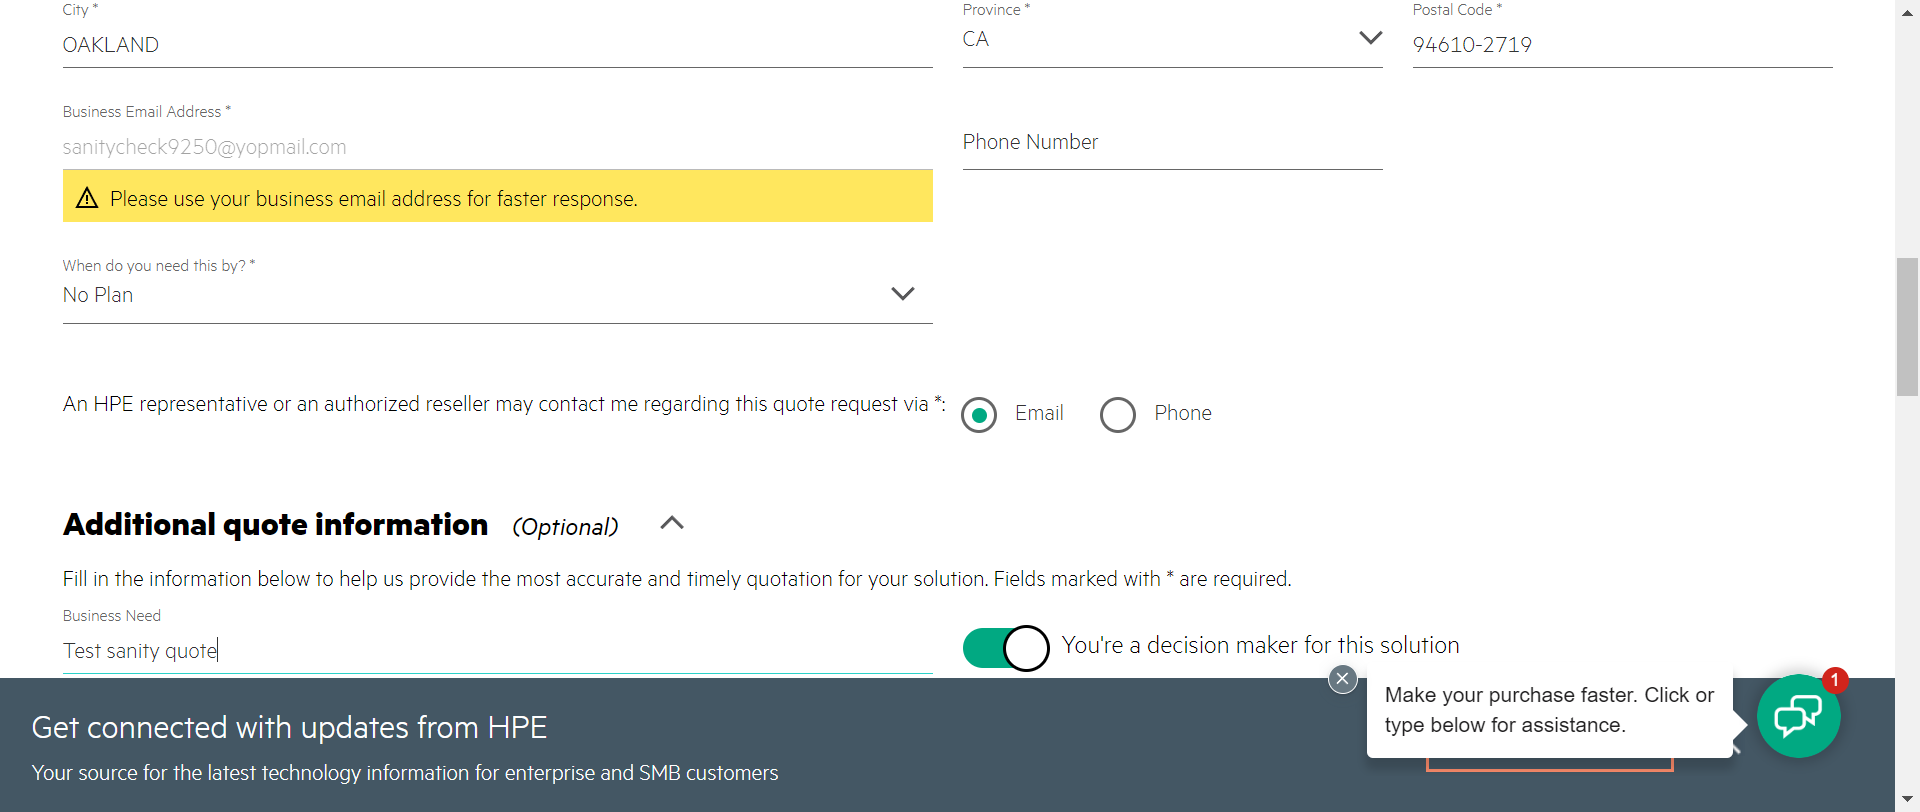 City *
Province *
Postal Code *
OAKLAND
CA
94610-2719
Business Email Address *
sanitycheck9250@yopmail.com
Phone Number
Please use your business email address for faster response.
When do you need this by? *
No Plan
An HPE representative or an authorized reseller may contact me regarding this quote request via *:
Email
Phone
Additional quote information (Optional)
Fill in the information below to help us provide the most accurate and timely quotation for your solution. Fields marked with * are required.
Business Need
Test sanity quote
You're a decision maker for this solution
1
Make your purchase faster. Click or
type below for assistance.
Get connected with updates from HPE
Your source for the latest technology information for enterprise and SMB customers